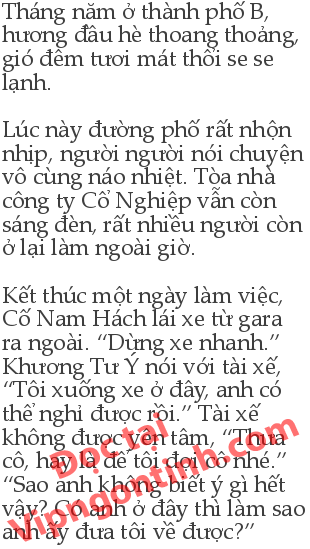 Tháng năm ở thành phố B,
hương đầu hè thoang thoảng,
gió đêm tươi mát thổi se se
lạnh.
Lúc này đường phố rất nhộn
nhịp, người người nói chuyện
vô cùng náo nhiệt. Tòa nhà
công ty Cố Nghiệp vẫn còn
sáng đèn, rất nhiều người còn
ở lại làm ngoài giờ.
Kết thúc một ngày làm việc,
Cố Nam Hách lái xe từ gara
ra ngoài. “Dừng xe nhanh.”
Khương Tư Ý nói với tài xế,
“Tôi xuống xe ở đây, anh có
thể nghỉ được rồi.” Tài xế
không được yên tâm, “Thưa
cô, hay là để tôi đợi cô nhé.”
“Sao anh không biết ý gì hết
vậy? Có anh ở đây thì làm sao
anh ấy đưa tôi về được?”
Đọc tại
Vipngontinh.com